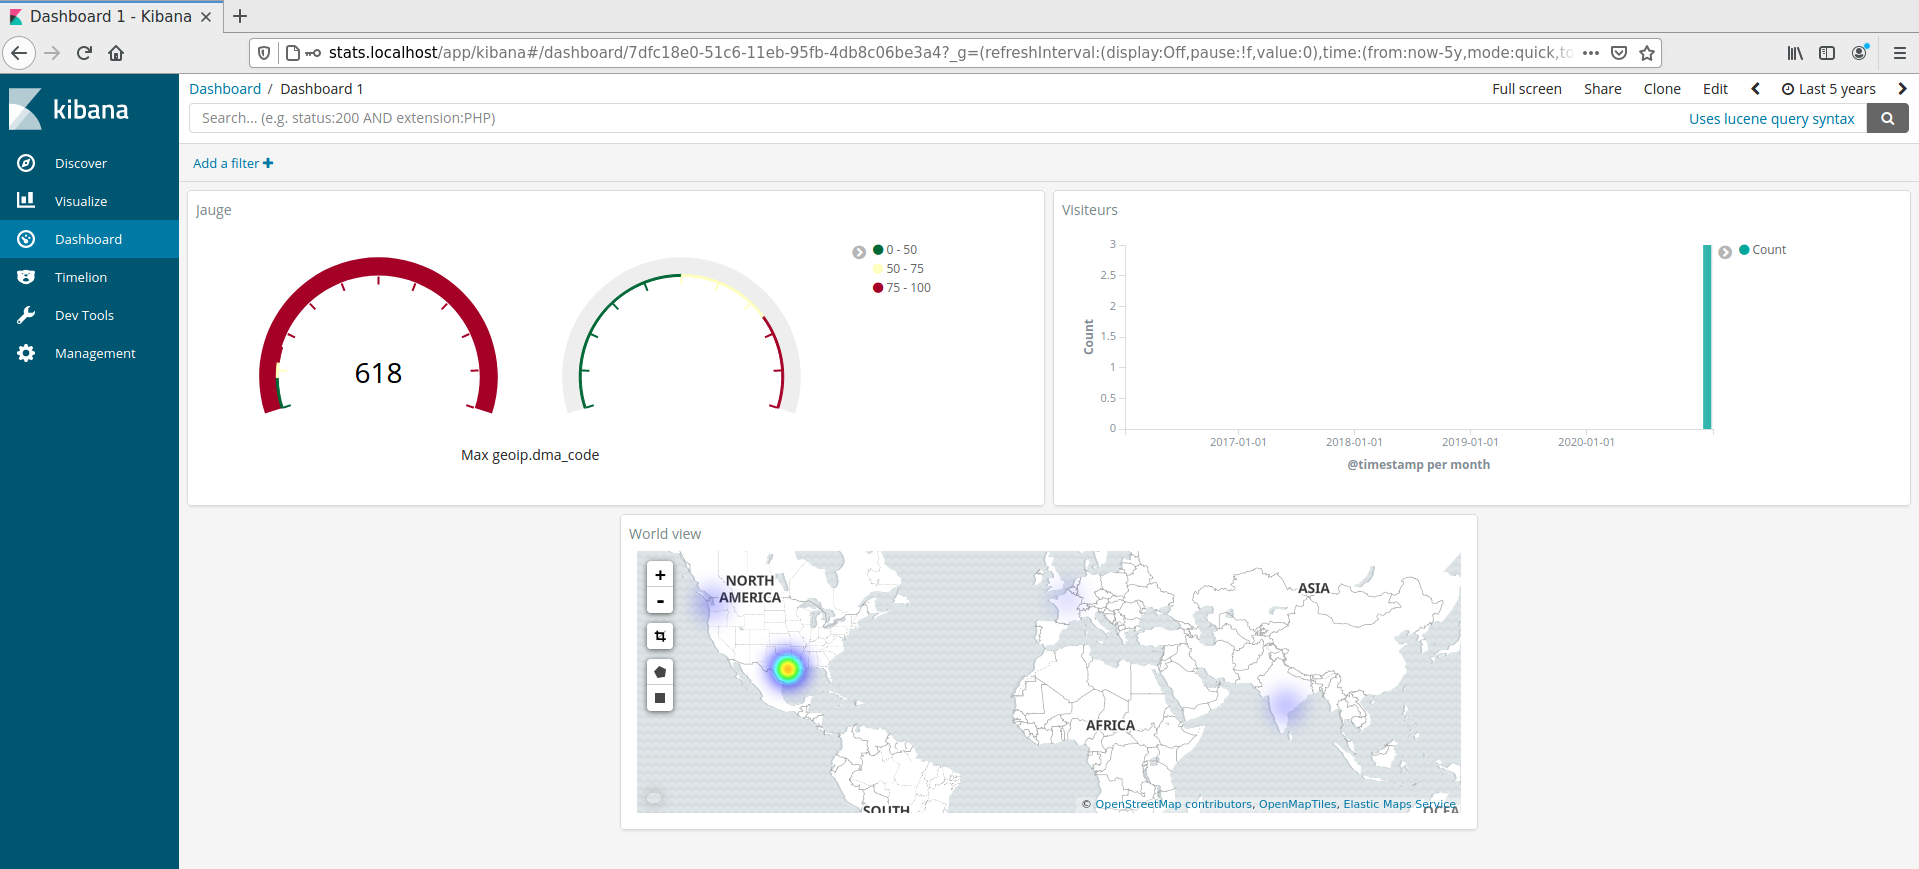 Dashboard 1 - Kibana
stats.localhost/app/kibana#/dashboard/7dfc18e0-51c6-11eb-95fb-4db8c06be3a4?_g=(refreshInterval:(display:Off,pause:!f,value:0),time:(from:now-5y,mode:quick,to
kibana
Discover
Visualize
Dashboard
Timelion
Dev Tools
Management
Dashboard / Dashboard 1
Full screen
Share
Clone
Edit
Last 5 years
Search... (e.g. status:200 AND extension:PHP)
Uses lucene query syntax
Add a filter +
Jauge
618
Max geoip.dma_code
0 - 50
50 - 75
75 - 100
Visiteurs
3
2.5
2
1.5
1
0.5
0
Count
2017-01-01
2018-01-01
2019-01-01
2020-01-01
@timestamp per month
Count
World view
+
-
NORTH
AMERICA
ASIA
AFRICA
SOUTH
OCEA
© OpenStreetMap contributors, OpenMapTiles, Elastic Maps Service